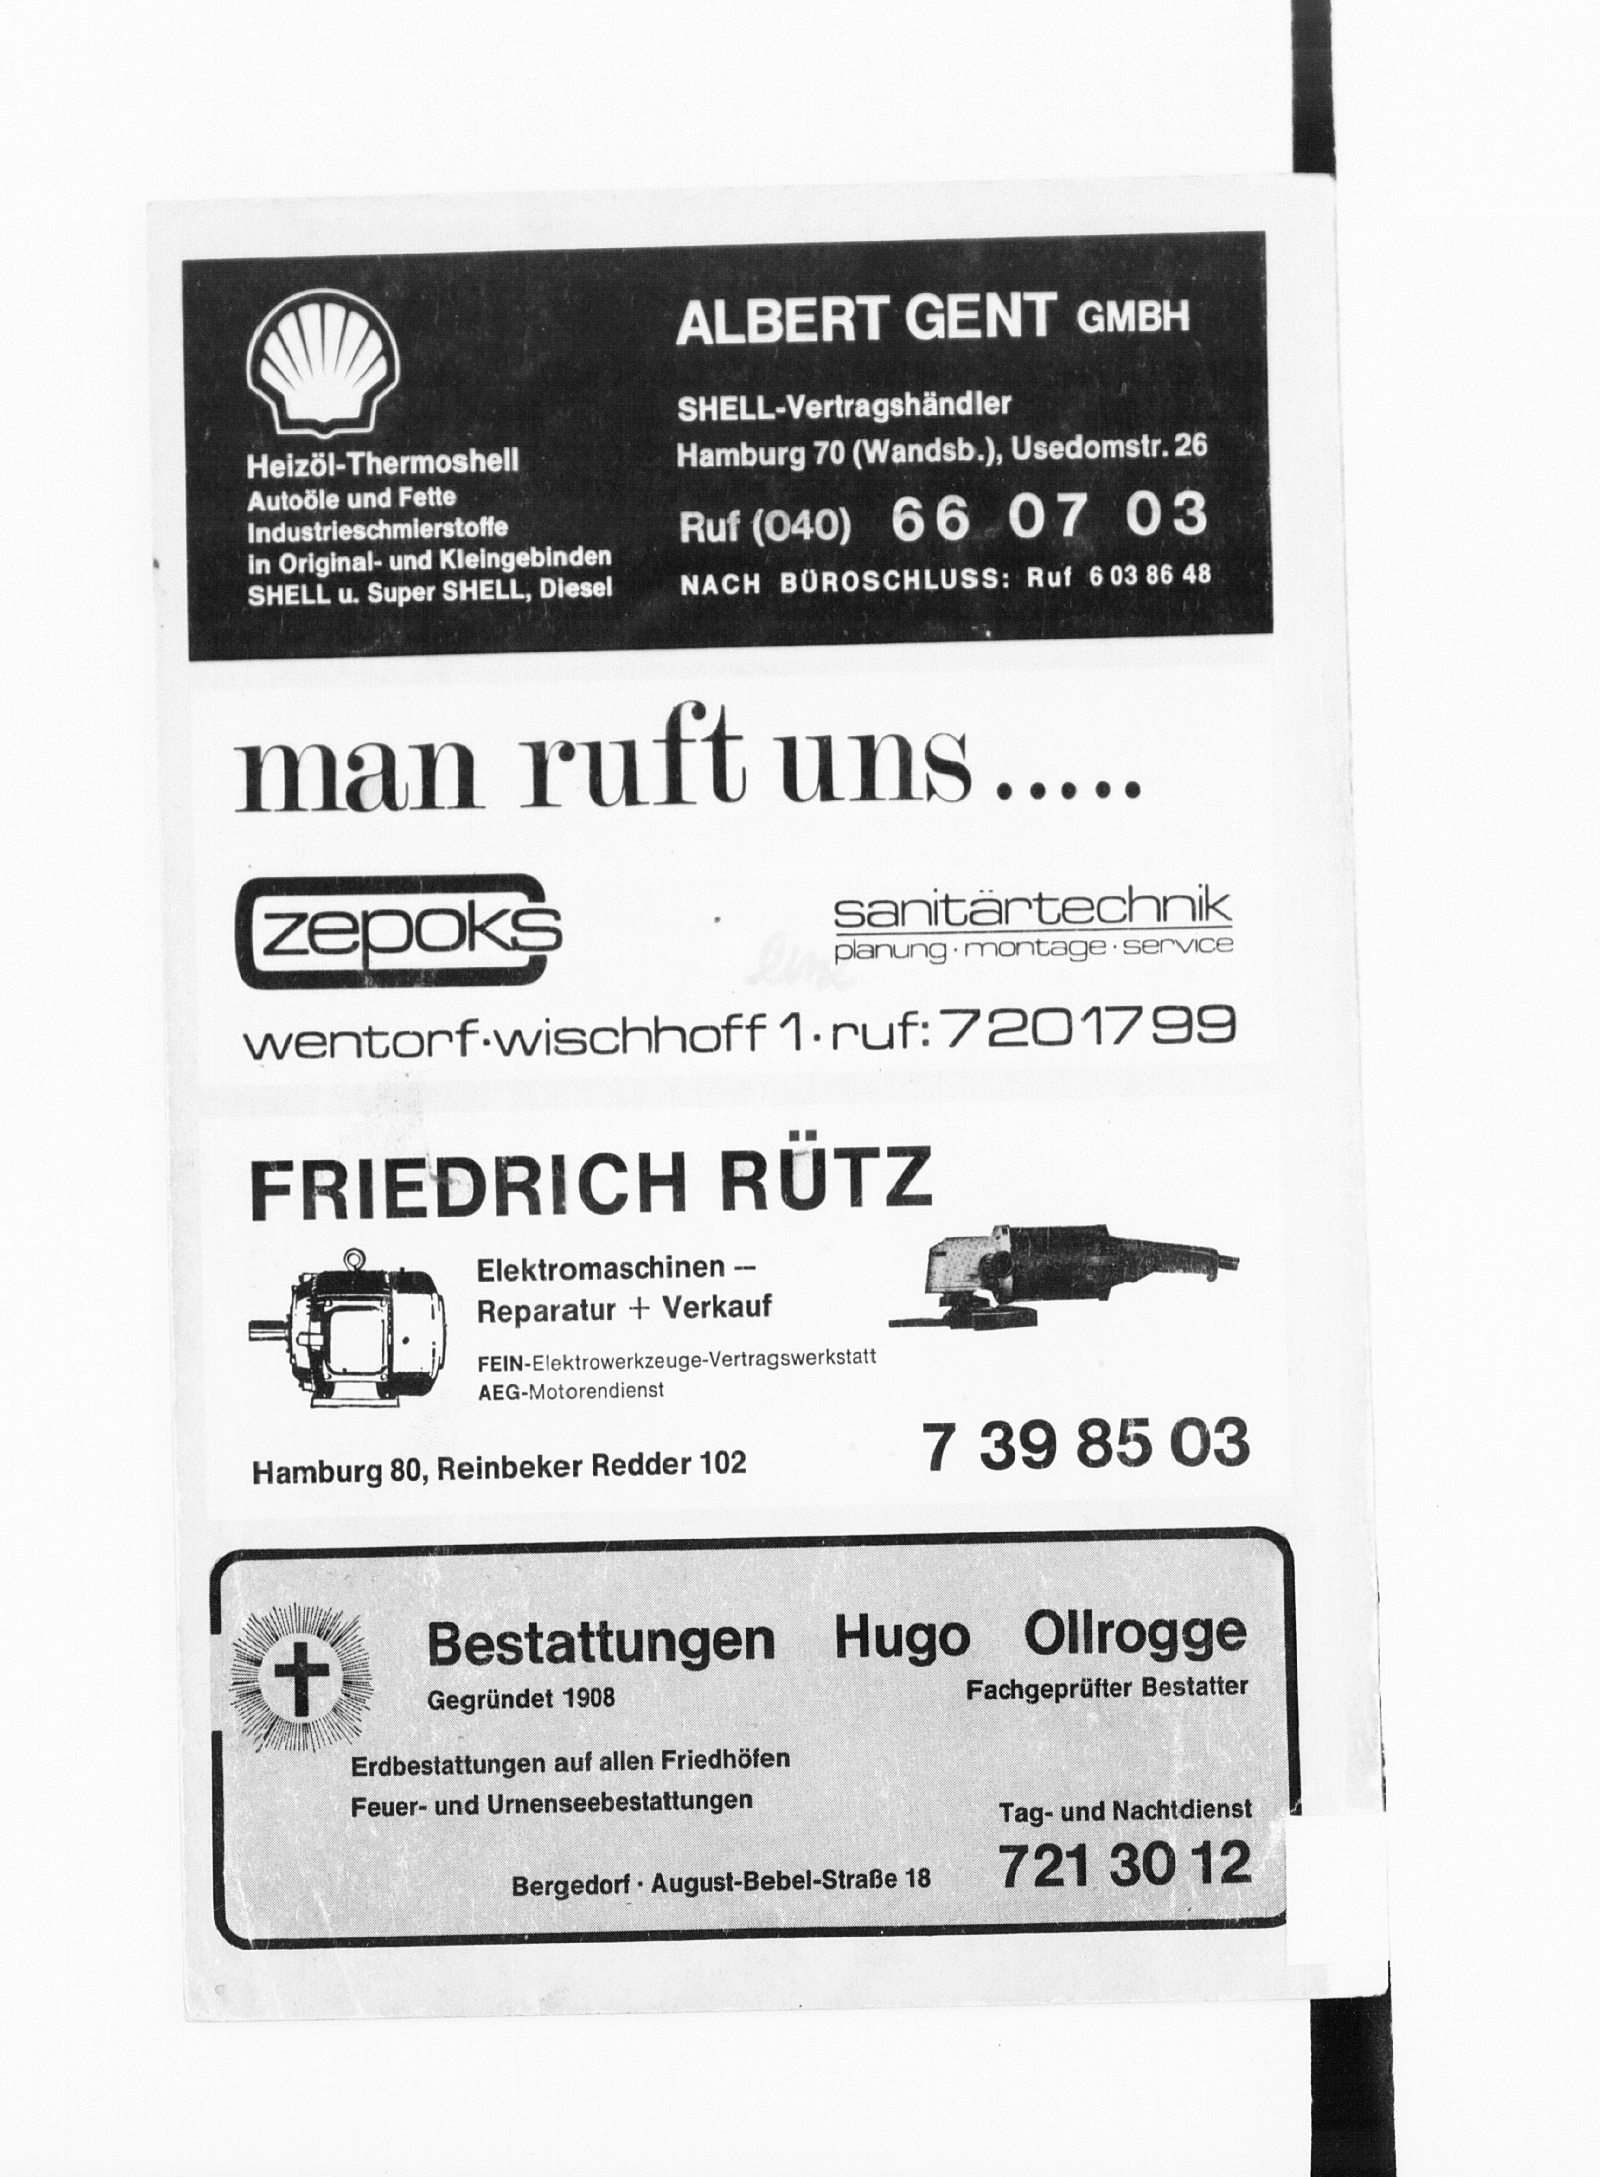 ALBERT GENT GMBH
SHELL-Vertragshändler
Hamburg 70 (Wandsb.), Usedomstr. 26
Ruf (040) 66 07 03
NACH BÜROSCHLUSS: Ruf 6 03 86 48
Heizöl-Thermoshell
Autoöle und Fette
Industrieschmierstoffe
in Original- und Kleingebinden
SHELL u. Super SHELL, Diesel
man ruft uns.....
zepoks
sanitärtechnik
planung · montage · service
wentorf · wischhoff 1 · ruf: 7201799
FRIEDRICH RÜTZ
Elektromaschinen —
Reparatur + Verkauf
FEIN-Elektrowerkzeuge-Vertragswerkstatt
AEG-Motorendienst
Hamburg 80, Reinbeker Redder 102
7 39 85 03
Bestattungen Hugo Ollrogge
Gegründet 1908
Fachgeprüfter Bestatter
Erdbestattungen auf allen Friedhöfen
Feuer- und Urnenseebestattungen
Tag- und Nachtdienst
Bergedorf · August-Bebel-Straße 18
721 30 12